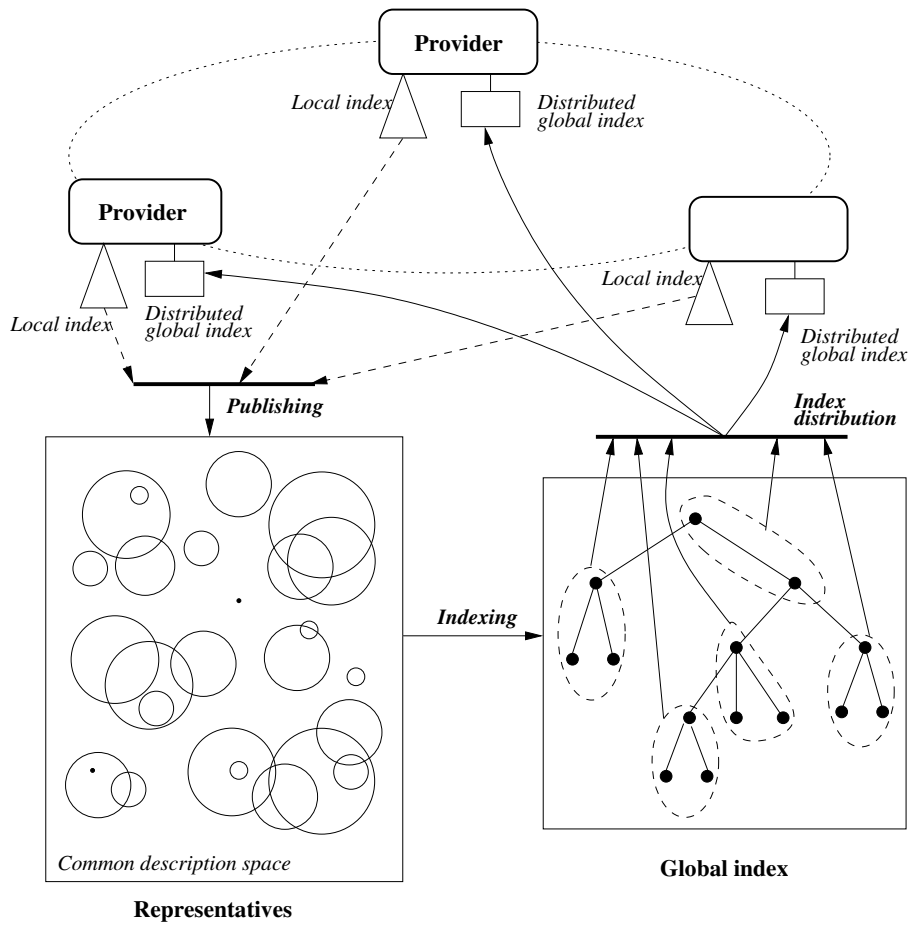 Provider
Local index
Distributed
global index
Provider
Local index
Distributed
global index
Local index
Distributed
global index
Publishing
Index
distribution
Indexing
Common description space
Global index
Representatives